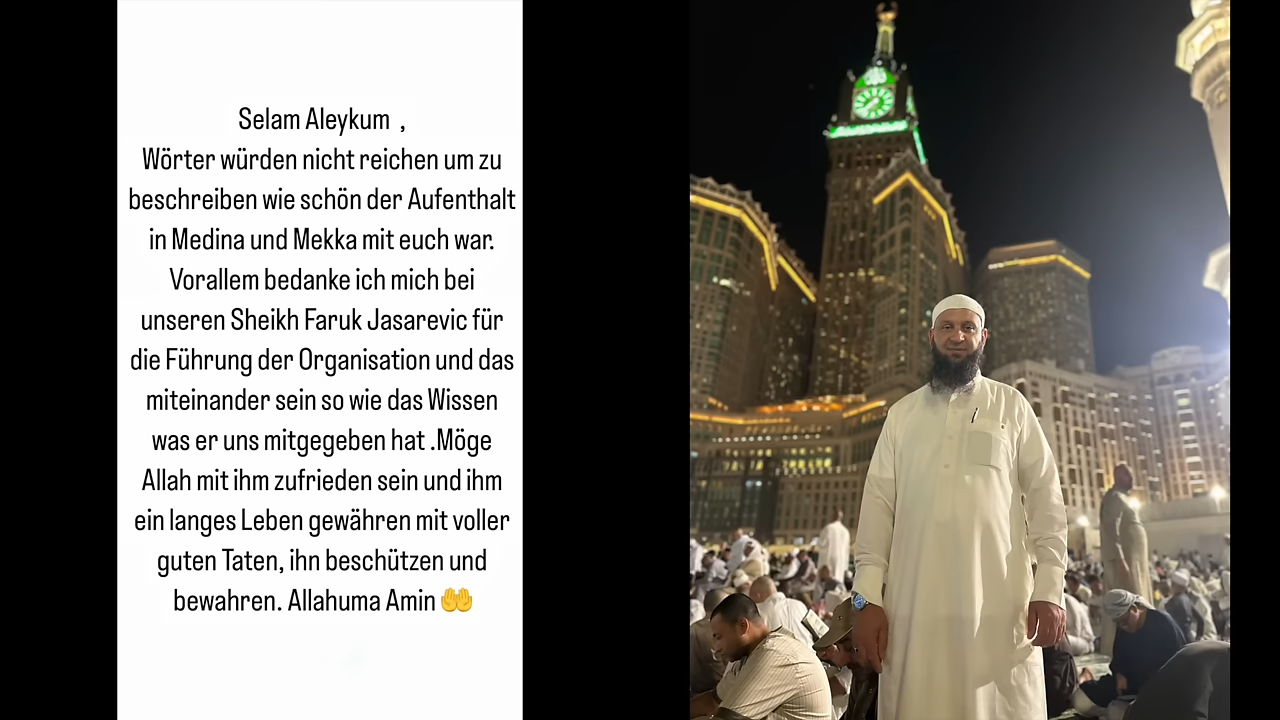 Selam Aleykum ,
Wörter würden nicht reichen um zu
beschreiben wie schön der Aufenthalt
in Medina und Mekka mit euch war.
Vorallem bedanke ich mich bei
unseren Sheikh Faruk Jasarevic für
die Führung der Organisation und das
miteinander sein so wie das Wissen
was er uns mitgegeben hat .Möge
Allah mit ihm zufrieden sein und ihm
ein langes Leben gewähren mit voller
guten Taten, ihn beschützen und
bewahren. Allahuma Amin 🤲